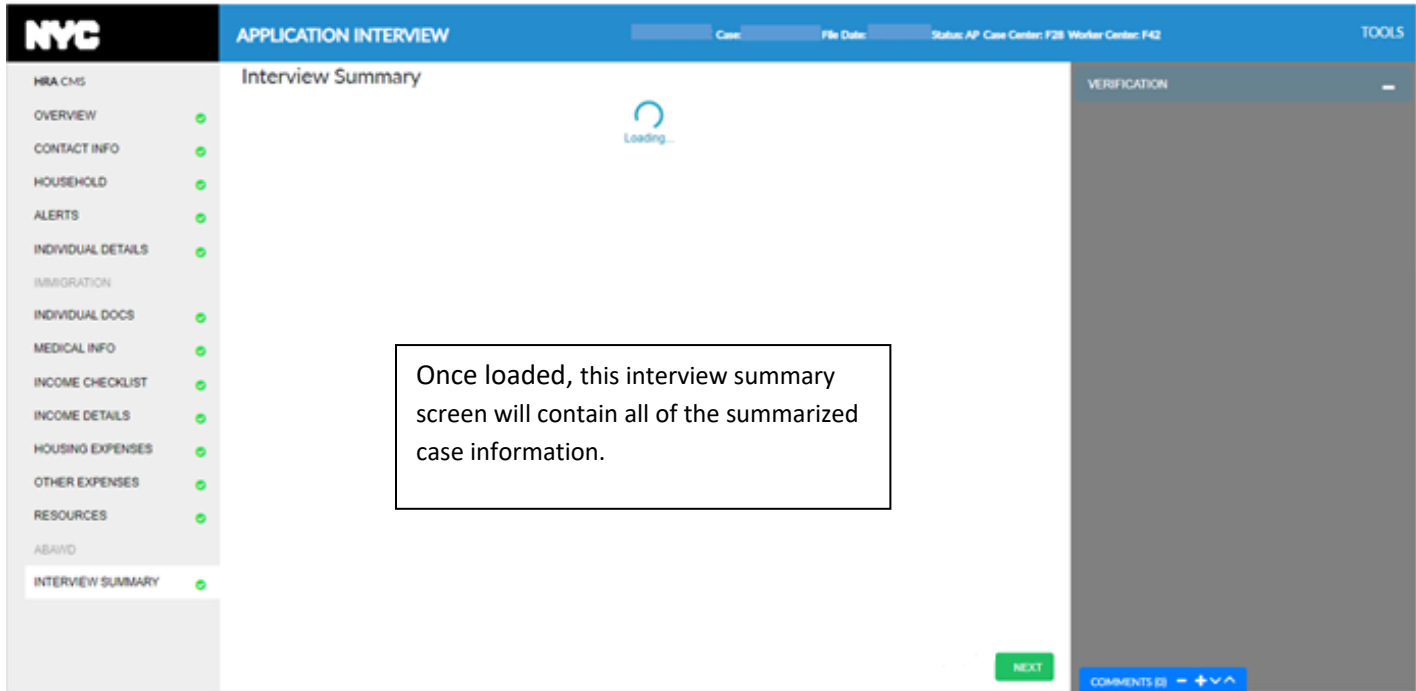 NYC
APPLICATION INTERVIEW
Case:
File Date:
Status: AP Case Center: F28 Worker Center: F42
TOOLS
HRA CMS
OVERVIEW
CONTACT INFO
HOUSEHOLD
ALERTS
INDIVIDUAL DETAILS
IMMIGRATION
INDIVIDUAL DOCS
MEDICAL INFO
INCOME CHECKLIST
INCOME DETAILS
HOUSING EXPENSES
OTHER EXPENSES
RESOURCES
ABAWD
INTERVIEW SUMMARY
Interview Summary
Loading...
Once loaded, this interview summary
screen will contain all of the summarized
case information.
NEXT
VERIFICATION
COMMENTS (0)